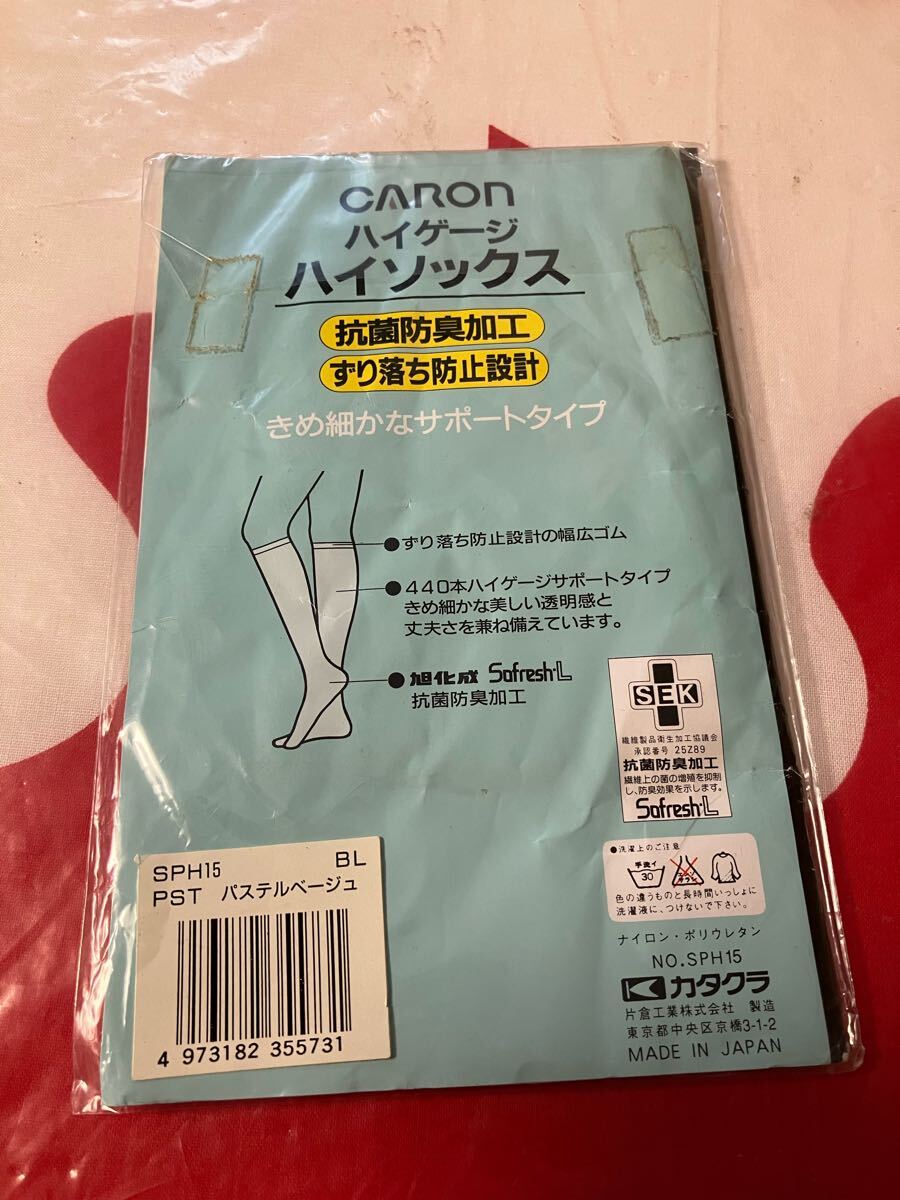 CARON
ハイゲージ
ハイソックス
抗菌防臭加工
ずり落ち防止設計
きめ細かなサポートタイプ
●ずり落ち防止設計の幅広ゴム
●440本ハイゲージサポートタイプ
きめ細かな美しい透明感と
丈夫さを兼ね備えています。
●旭化成 Sofresh-L
抗菌防臭加工
SEK
繊維製品衛生加工協議会
承認番号 25Z89
抗菌防臭加工
繊維上の菌の増殖を抑制
し、防臭効果を示します。
Sofresh-L
●洗濯上のご注意
手洗イ
30
エンソサラシ
色の違うものと長時間いっしょに
洗濯液に、つけないで下さい。
ナイロン・ポリウレタン
NO.SPH15
カタクラ
片倉工業株式会社 製造
東京都中央区京橋3-1-2
MADE IN JAPAN
SPH15 BL
PST パステルベージュ
4 973182 355731